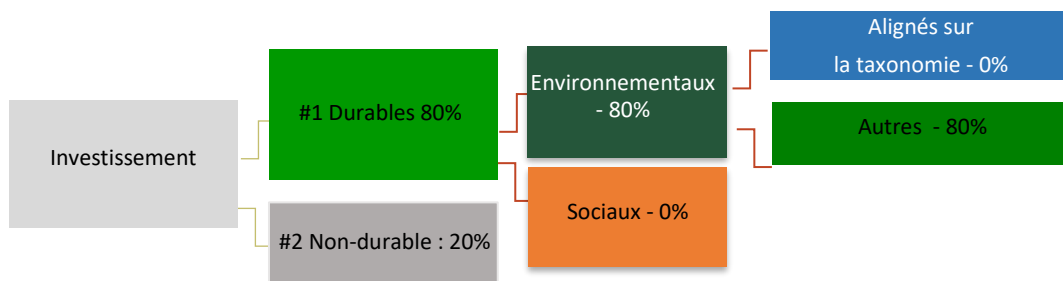 Investissement
#1 Durables 80%
#2 Non-durable : 20%
Environnementaux
- 80%
Sociaux - 0%
Alignés sur
la taxonomie - 0%
Autres - 80%